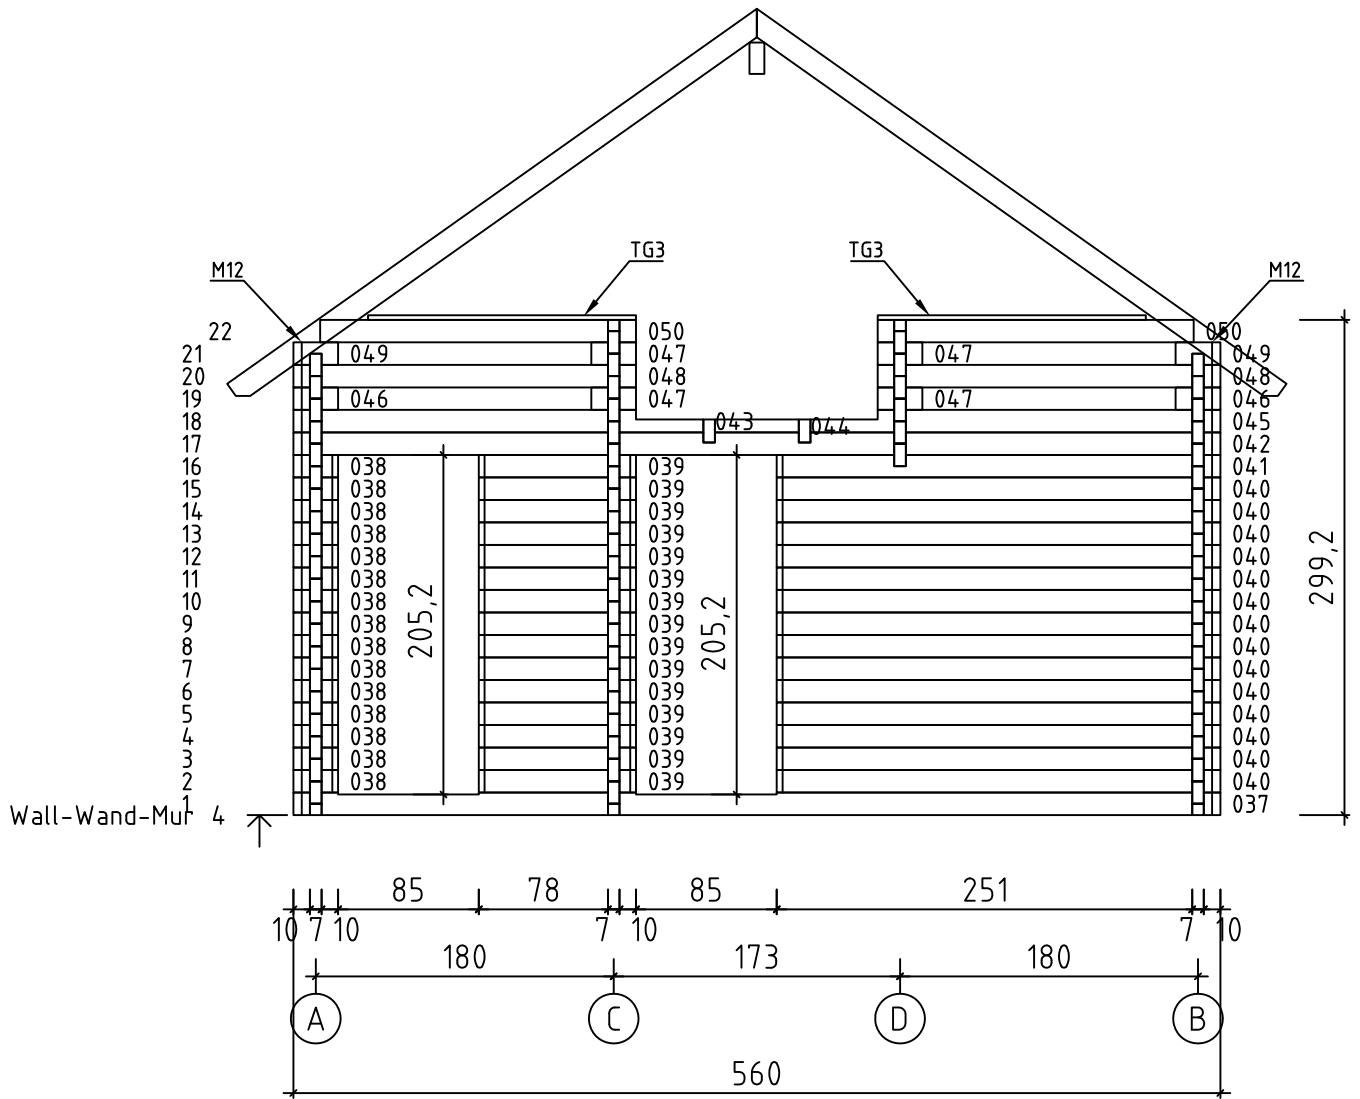 TG3 TG3
M12 M12
22 050 050
21 049 047 047 049
20 048 048
19 046 047 047 046
18 043 044 045
17 042
16 038 039 041
15 038 039 040
14 038 039 040
13 038 039 040
12 038 039 040
11 038 039 040
10 038 039 040
9 038 039 040
8 038 039 040
7 038 039 040
6 038 039 040
5 038 039 040
4 038 039 040
3 038 039 040
2 038 039 040
1 037
205,2 205,2 299,2
Wall-Wand-Mur 4
85 78 85 251
10 7 10 7 10 7 10
180 173 180
A C D B
560